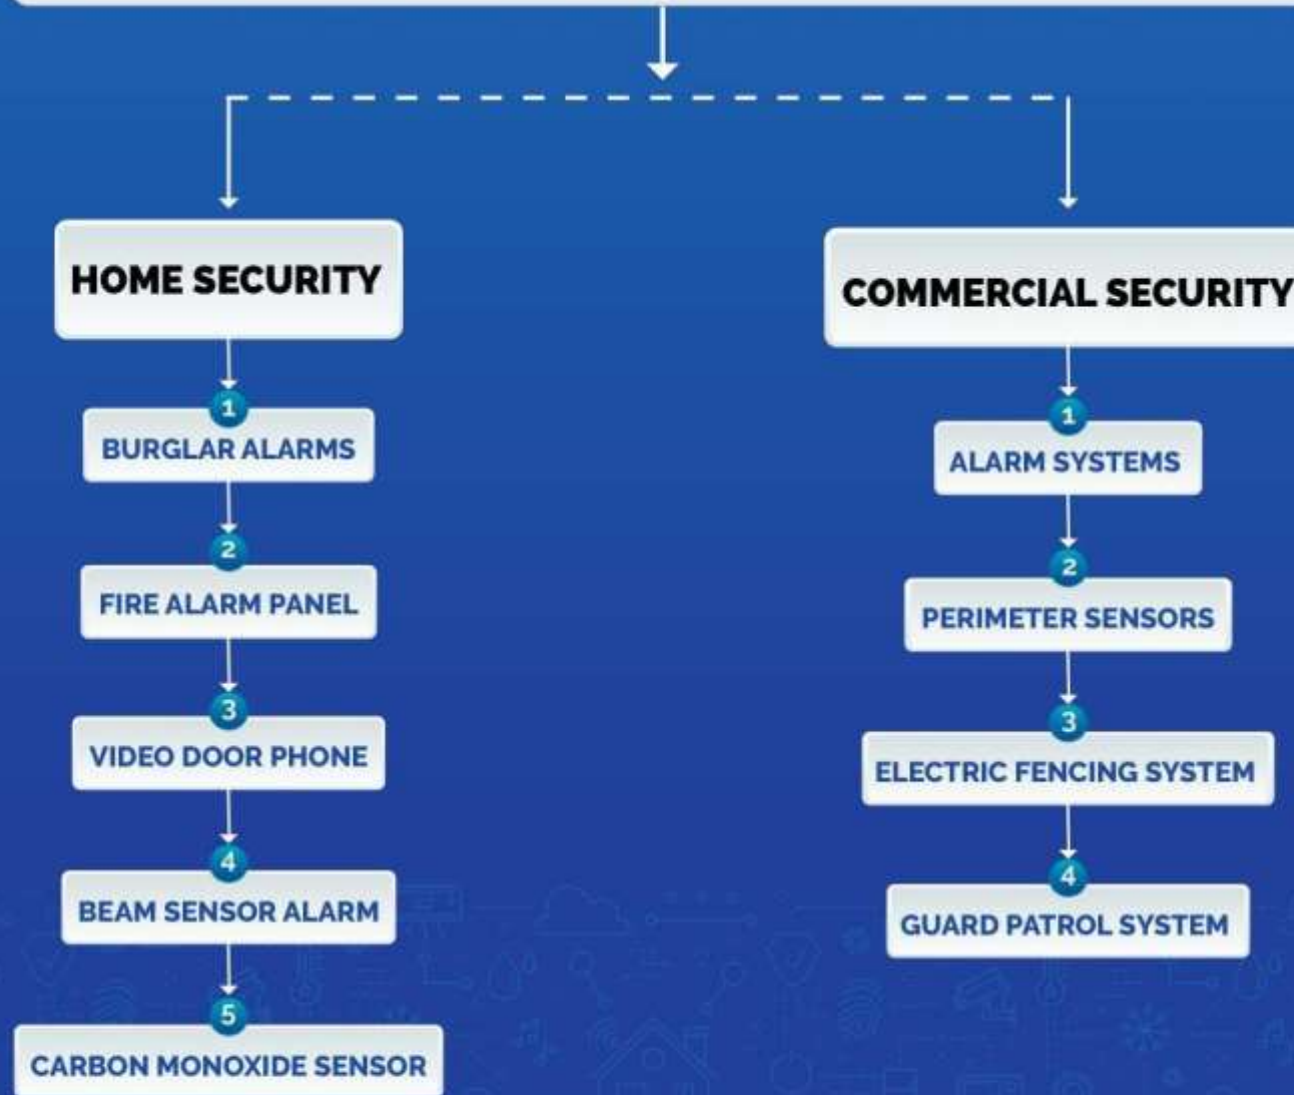 HOME SECURITY
1
BURGLAR ALARMS
2
FIRE ALARM PANEL
3
VIDEO DOOR PHONE
4
BEAM SENSOR ALARM
5
CARBON MONOXIDE SENSOR
COMMERCIAL SECURITY
1
ALARM SYSTEMS
2
PERIMETER SENSORS
3
ELECTRIC FENCING SYSTEM
4
GUARD PATROL SYSTEM